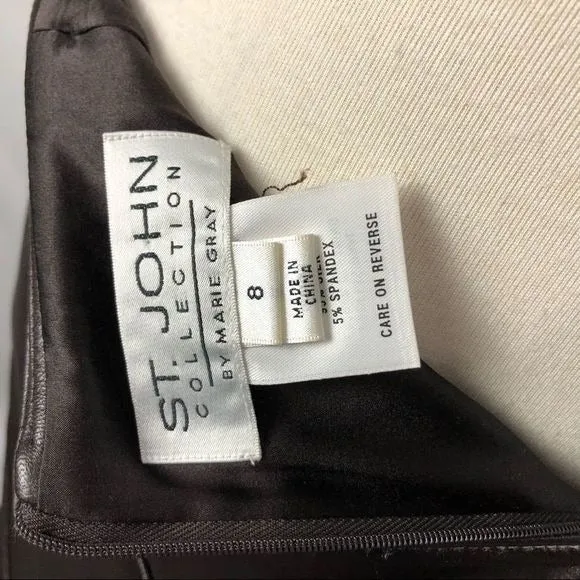 ST. JOHN
COLLECTION
BY MARIE GRAY
8
MADE IN
CHINA
5% SPANDEX
CARE ON REVERSE